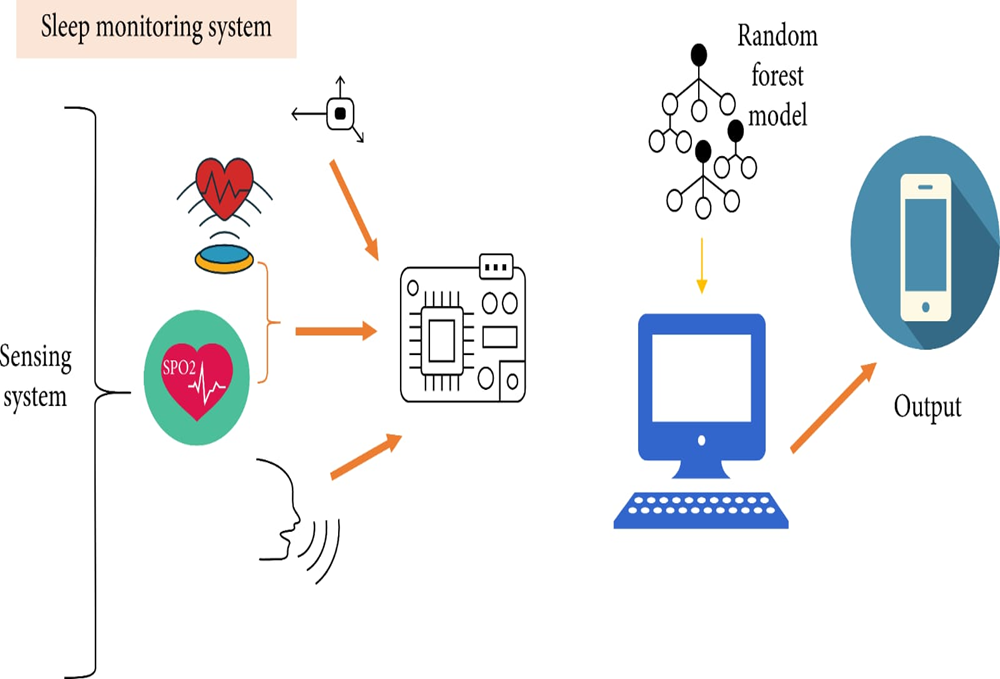 Sleep monitoring system
Random
forest
model
SPO2
Sensing
system
Output